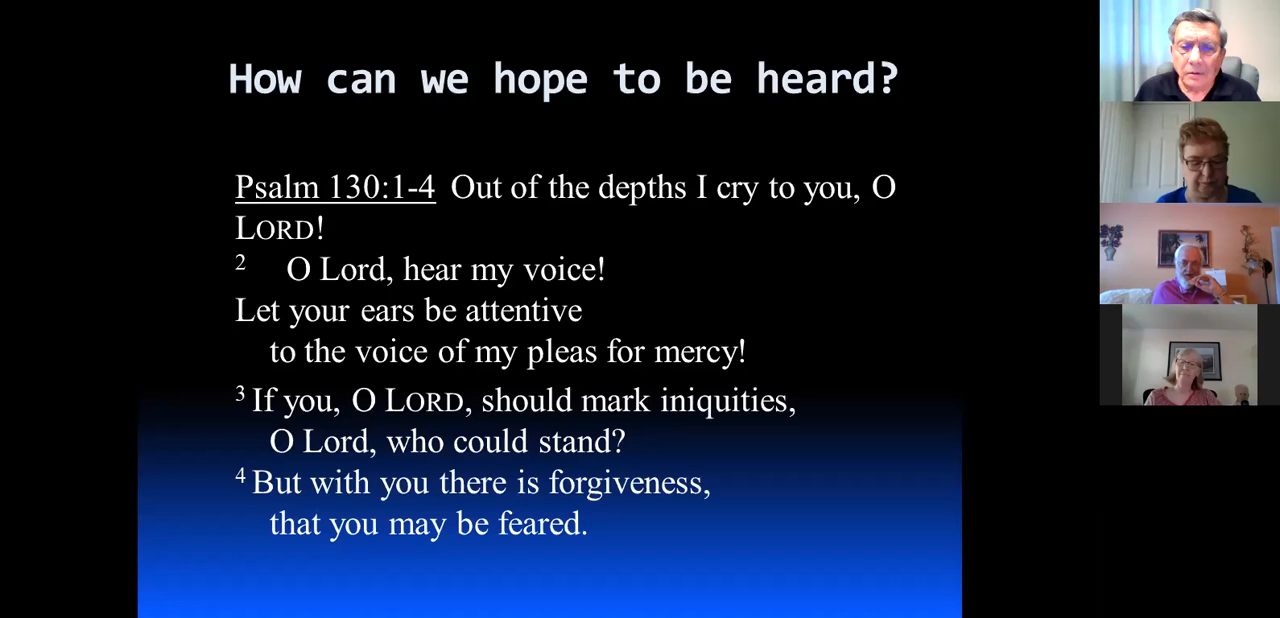 How can we hope to be heard?
Psalm 130:1-4 Out of the depths I cry to you, O
LORD!
2 O Lord, hear my voice!
Let your ears be attentive
to the voice of my pleas for mercy!
3 If you, O LORD, should mark iniquities,
O Lord, who could stand?
4 But with you there is forgiveness,
that you may be feared.